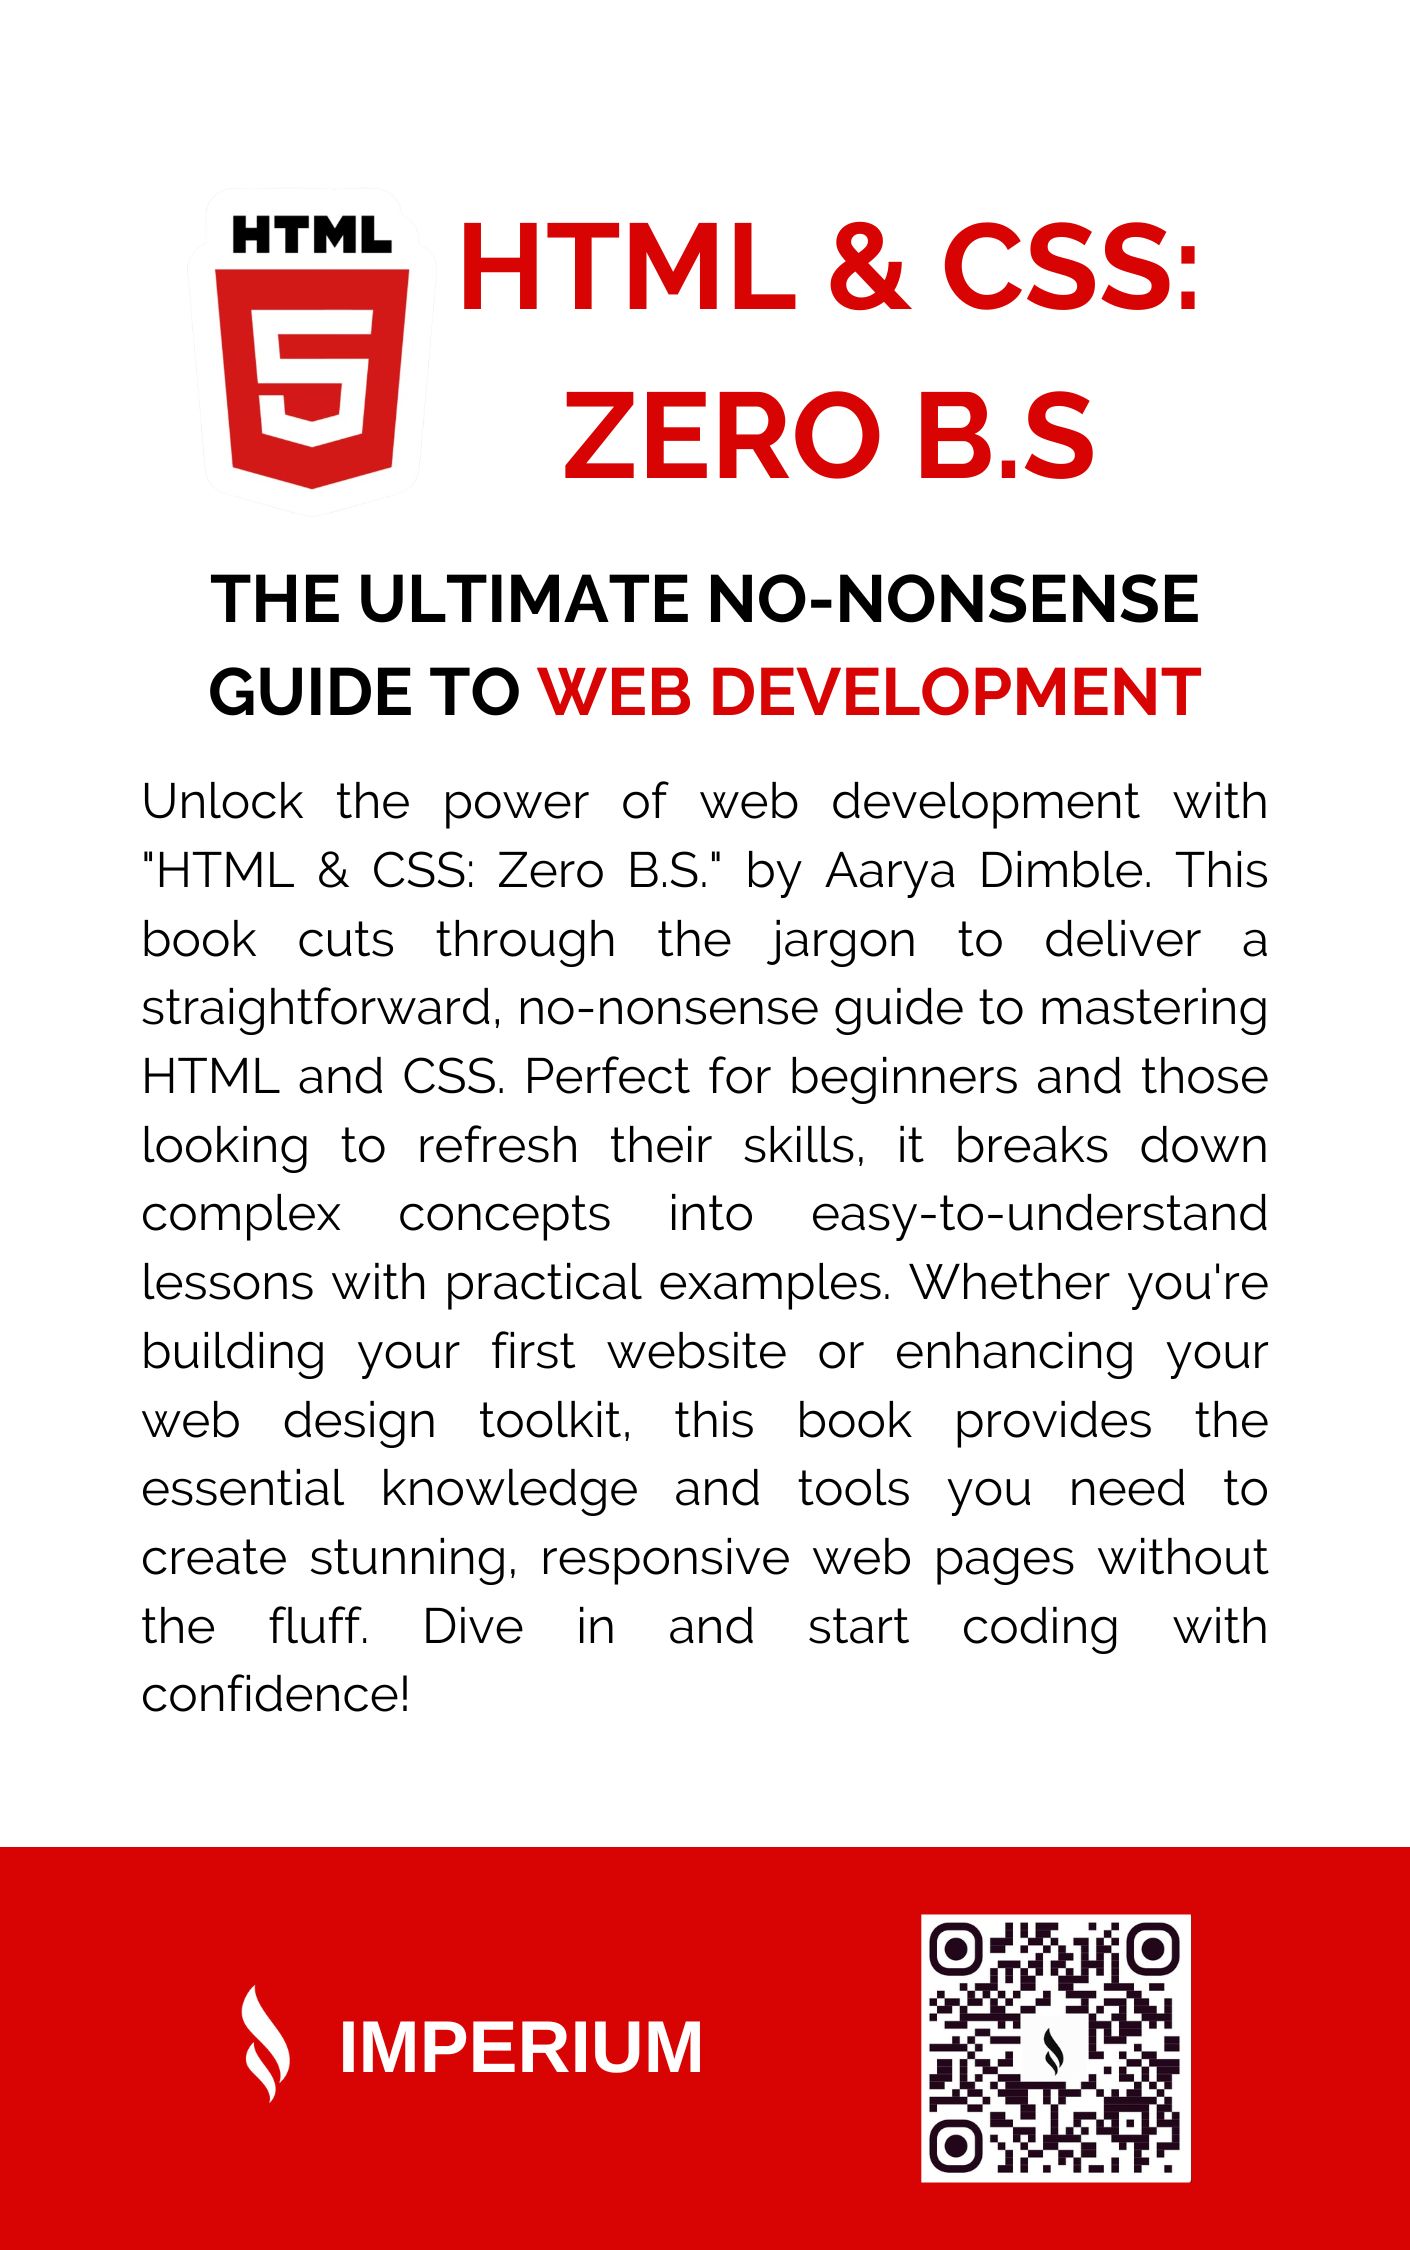 HTML
5
HTML & CSS:
ZERO B.S
THE ULTIMATE NO-NONSENSE
GUIDE TO WEB DEVELOPMENT
Unlock the power of web development with
"HTML & CSS: Zero B.S." by Aarya Dimble. This
book cuts through the jargon to deliver a
straightforward, no-nonsense guide to mastering
HTML and CSS. Perfect for beginners and those
looking to refresh their skills, it breaks down
complex concepts into easy-to-understand
lessons with practical examples. Whether you're
building your first website or enhancing your
web design toolkit, this book provides the
essential knowledge and tools you need to
create stunning, responsive web pages without
the fluff. Dive in and start coding with
confidence!
IMPERIUM